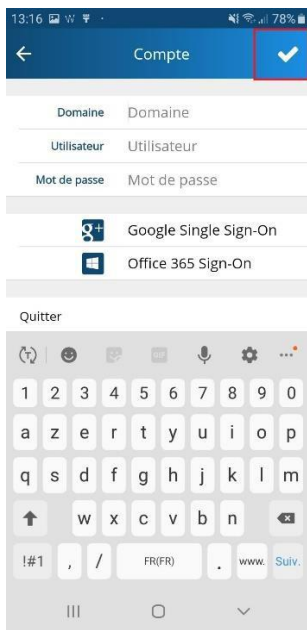 13:16 W 78%
Compte
Domaine Domaine
Utilisateur Utilisateur
Mot de passe Mot de passe
g+ Google Single Sign-On
Office 365 Sign-On
Quitter
T GIF
1 2 3 4 5 6 7 8 9 0
a z e r t y u i o p
q s d f g h j k l m
w x c v b n
!#1 , / FR(FR) . www. Suiv.